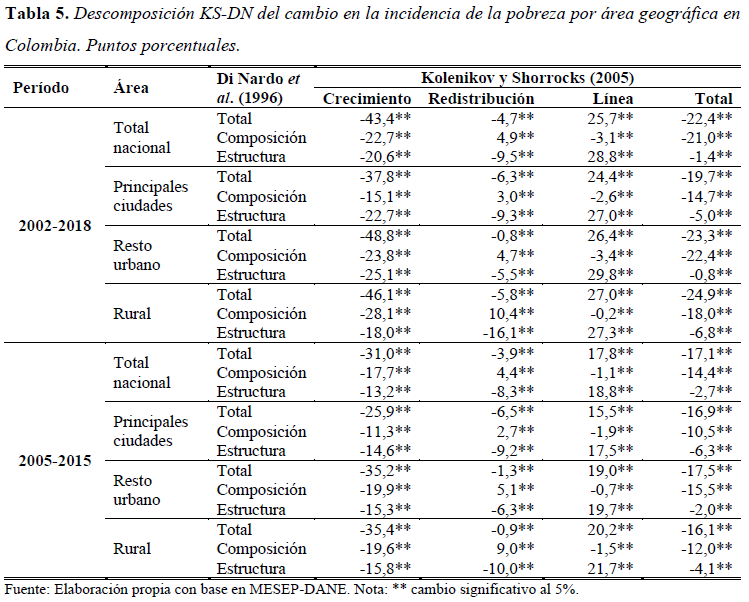 Tabla 5. Descomposición KS-DN del cambio en la incidencia de la pobreza por área geográfica en
Colombia. Puntos porcentuales.
Período Área Di Nardo et al. (1996) Kolenikov y Shorrocks (2005)
Crecimiento Redistribución Línea Total
2002-2018
Total nacional
Total -43,4** -4,7** 25,7** -22,4**
Composición -22,7** 4,9** -3,1** -21,0**
Estructura -20,6** -9,5** 28,8** -1,4**
Principales ciudades
Total -37,8** -6,3** 24,4** -19,7**
Composición -15,1** 3,0** -2,6** -14,7**
Estructura -22,7** -9,3** 27,0** -5,0**
Resto urbano
Total -48,8** -0,8** 26,4** -23,3**
Composición -23,8** 4,7** -3,4** -22,4**
Estructura -25,1** -5,5** 29,8** -0,8**
Rural
Total -46,1** -5,8** 27,0** -24,9**
Composición -28,1** 10,4** -0,2** -18,0**
Estructura -18,0** -16,1** 27,3** -6,8**
2005-2015
Total nacional
Total -31,0** -3,9** 17,8** -17,1**
Composición -17,7** 4,4** -1,1** -14,4**
Estructura -13,2** -8,3** 18,8** -2,7**
Principales ciudades
Total -25,9** -6,5** 15,5** -16,9**
Composición -11,3** 2,7** -1,9** -10,5**
Estructura -14,6** -9,2** 17,5** -6,3**
Resto urbano
Total -35,2** -1,3** 19,0** -17,5**
Composición -19,9** 5,1** -0,7** -15,5**
Estructura -15,3** -6,3** 19,7** -2,0**
Rural
Total -35,4** -0,9** 20,2** -16,1**
Composición -19,6** 9,0** -1,5** -12,0**
Estructura -15,8** -10,0** 21,7** -4,1**
Fuente: Elaboración propia con base en MESEP-DANE. Nota: ** cambio significativo al 5%.